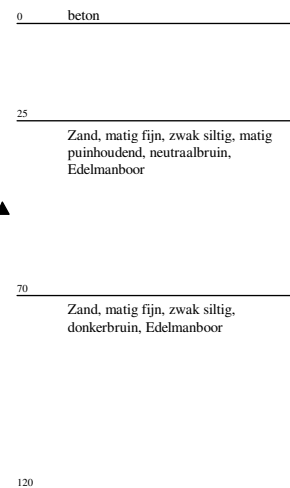 0 beton
25
Zand, matig fijn, zwak siltig, matig
puinhoudend, neutraalbruin,
Edelmanboor
70
Zand, matig fijn, zwak siltig,
donkerbruin, Edelmanboor
120